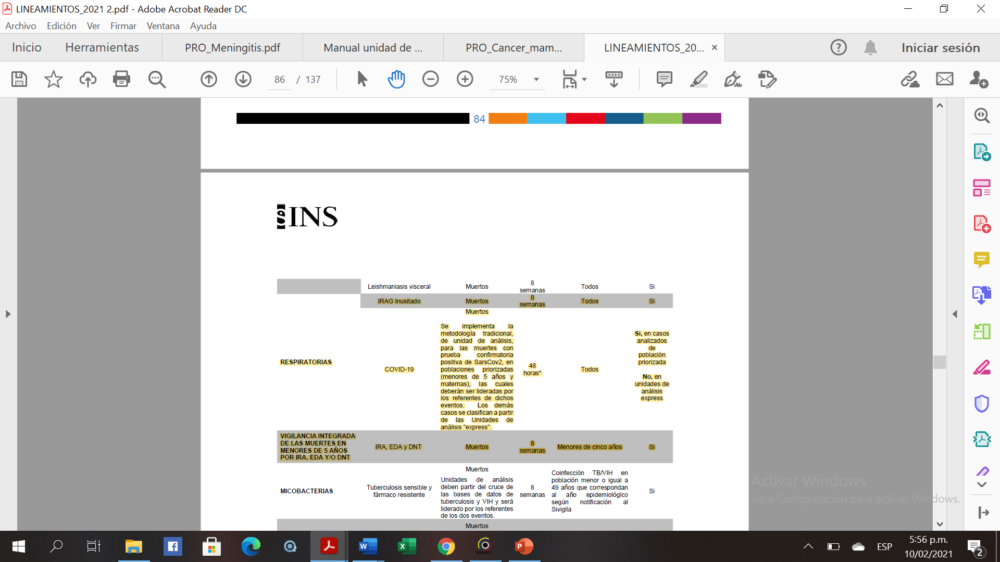 LINEAMIENTOS_2021 2.pdf - Adobe Acrobat Reader DC
Archivo Edición Ver Firmar Ventana Ayuda
Inicio Herramientas PRO_Meningitis.pdf Manual unidad de ... PRO_Cancer_mam... LINEAMIENTOS_20... Iniciar sesión
86 / 137 75%
84
INS
Leishmaniasis visceral Muertos 8 semanas Todos Si
IRAG Inusitado Muertos 8 semanas Todos Si
RESPIRATORIAS
COVID-19
Muertos
Se implementa la
metodología tradicional,
de unidad de análisis,
para las muertes con
prueba confirmatoria
positiva de SarsCov2, en
poblaciones priorizadas
(menores de 5 años y
maternas), las cuales
deberán ser lideradas por
los referentes de dichos
eventos. Los demás
casos se clasifican a partir
de las Unidades de
análisis "express".
48
horas*
Todos
Si, en casos
analizados
de
población
priorizada
No, en
unidades de
análisis
express
VIGILANCIA INTEGRADA
DE LAS MUERTES EN
MENORES DE 5 AÑOS
POR IRA, EDA Y/O DNT
IRA, EDA y DNT
Muertos
8
semanas
Menores de cinco años
Si
MICOBACTERIAS
Tuberculosis sensible y
fármaco resistente
Muertos
Unidades de análisis
deben partir del cruce de
las bases de datos de
tuberculosis y VIH y será
liderado por los referentes
de los dos eventos.
8
semanas
Coinfección TB/VIH en
población menor o igual a
49 años que correspondan
al año epidemiológico
según notificación al
Sivigila
Si
Muertos
Activar Windows
Ve a Configuración para activar Windows.
SIVIGILA
ESP
5:56 p.m.
10/02/2021
2